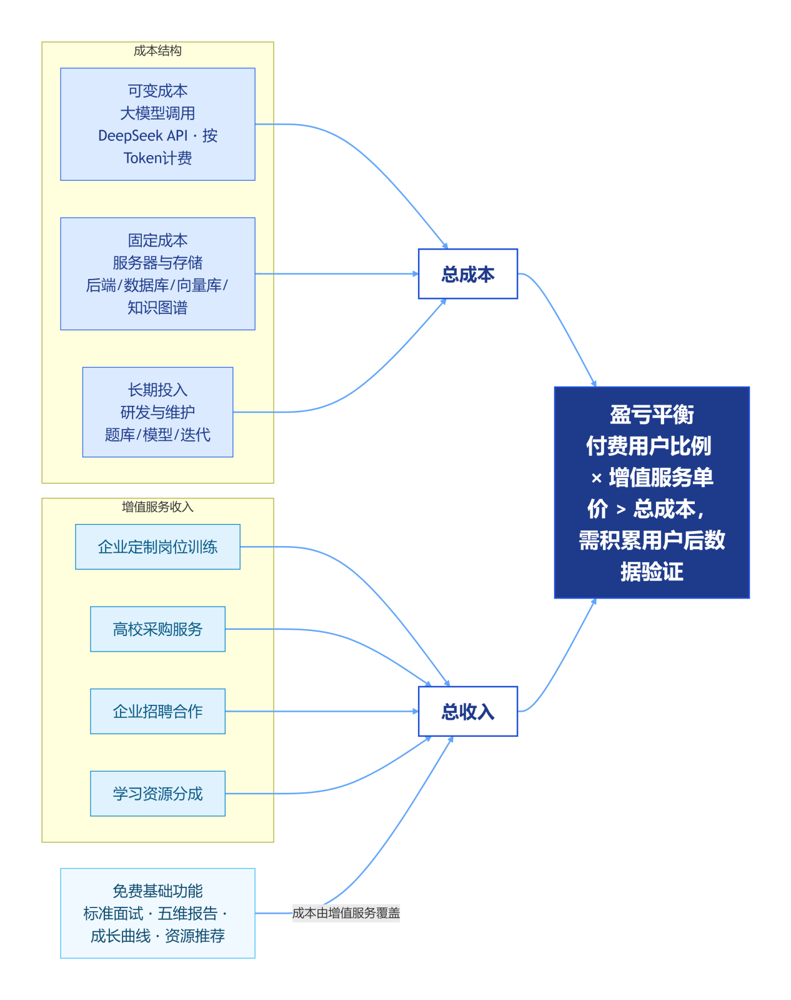 成本结构
可变成本
大模型调用
DeepSeek API · 按
Token计费
固定成本
服务器与存储
后端/数据库/向量库/
知识图谱
长期投入
研发与维护
题库/模型/迭代
总成本
盈亏平衡
付费用户比例
× 增值服务单
价 > 总成本，
需积累用户后数
据验证
增值服务收入
企业定制岗位训练
高校采购服务
企业招聘合作
学习资源分成
总收入
免费基础功能
标准面试 · 五维报告 ·
成长曲线 · 资源推荐
成本由增值服务覆盖